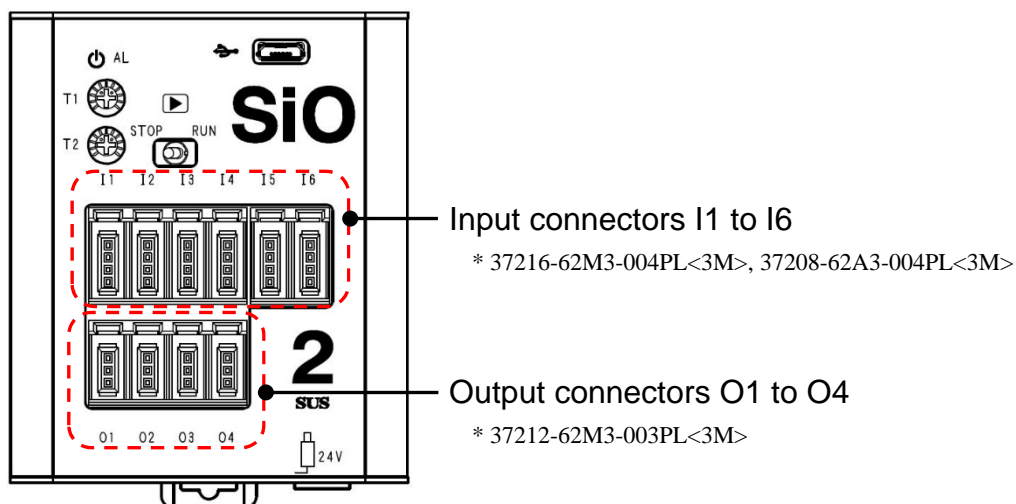 AL
SiO
T1
STOP RUN
T2
I1 I2 I3 I4 I5 I6
Input connectors I1 to I6
* 37216-62M3-004PL<3M>, 37208-62A3-004PL<3M>
2
SUS
Output connectors O1 to O4
* 37212-62M3-003PL<3M>
O1 O2 O3 O4
24V